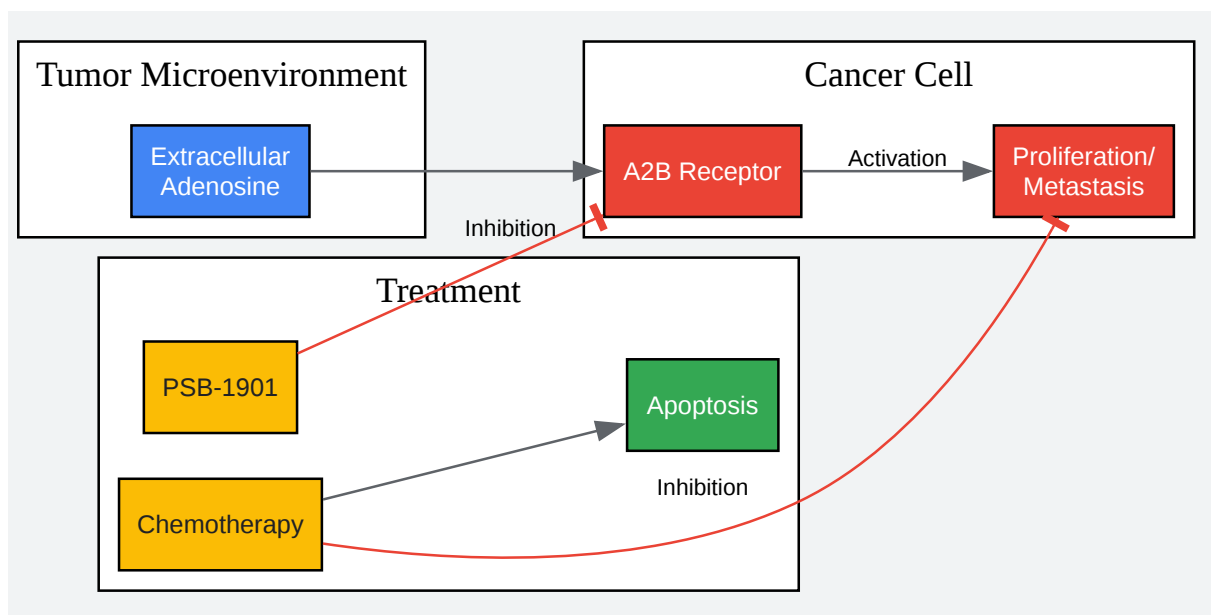 Tumor Microenvironment
Cancer Cell
Extracellular
Adenosine
A2B Receptor
Activation
Proliferation/
Metastasis
Inhibition
Treatment
PSB-1901
Apoptosis
Inhibition
Chemotherapy